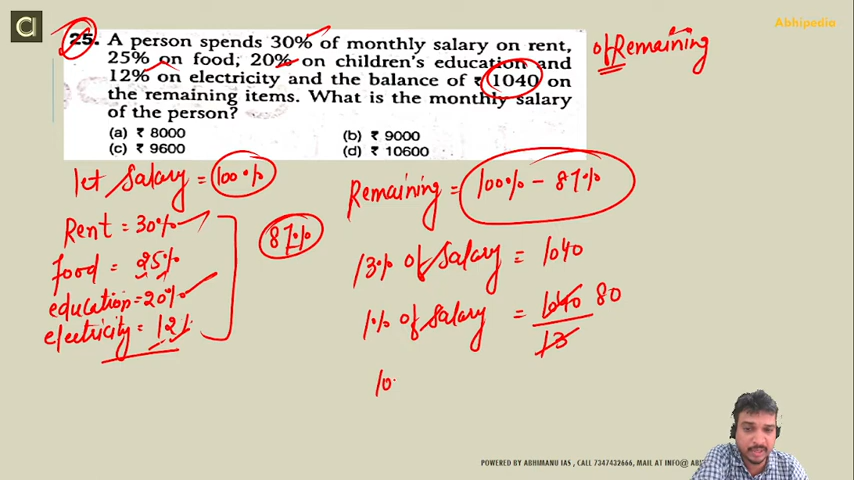 Abhipedia
a
25. A person spends 30% of monthly salary on rent,
25% on food, 20% on children's education and
12% on electricity and the balance of ₹ 1040 on
the remaining items. What is the monthly salary
of the person?
(a) ₹ 8000 (b) ₹ 9000
(c) ₹ 9600 (d) ₹ 10600
of Remaining
let Salary = 100%
Rent = 30%
food = 25%
education = 20%
electricity = 12%
87%
Remaining = 100% - 87%
13% of Salary = 1040
1% of Salary = 1040 80
13
10
POWERED BY ABHIMANU IAS , CALL 7347432666, MAIL AT INFO@